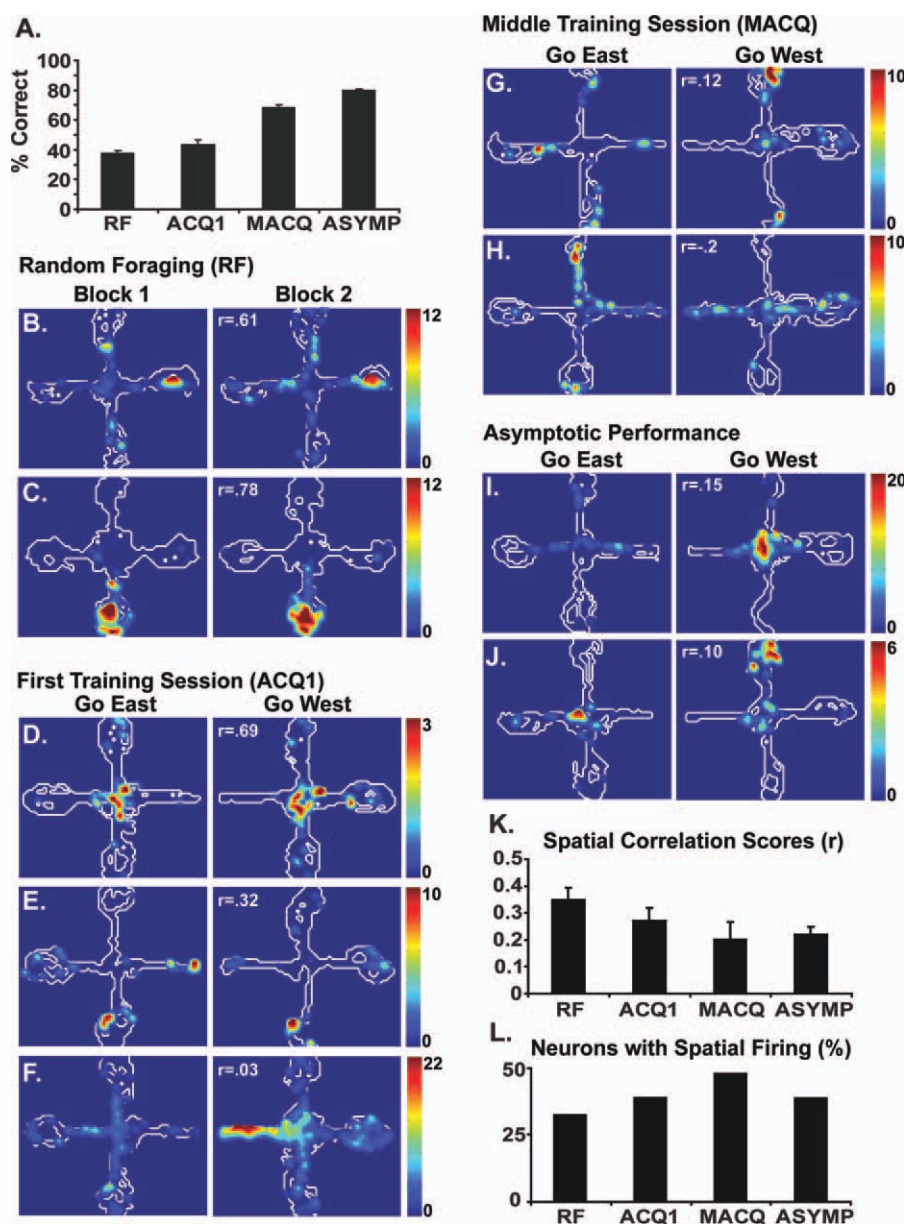 A.
% Correct
100
80
60
40
20
0
RF ACQ1 MACQ ASYMP
Random Foraging (RF)
Block 1 Block 2
B.
r=.61
12
0
C.
r=.78
12
0
First Training Session (ACQ1)
Go East Go West
D.
r=.69
3
0
E.
r=.32
10
0
F.
r=.03
22
0
Middle Training Session (MACQ)
Go East Go West
G.
r=.12
10
0
H.
r=-.2
10
0
Asymptotic Performance
Go East Go West
I.
r=.15
20
0
J.
r=.10
6
0
K.
Spatial Correlation Scores (r)
0.5
0.4
0.3
0.2
0.1
0
RF ACQ1 MACQ ASYMP
L.
Neurons with Spatial Firing (%)
50
25
0
RF ACQ1 MACQ ASYMP